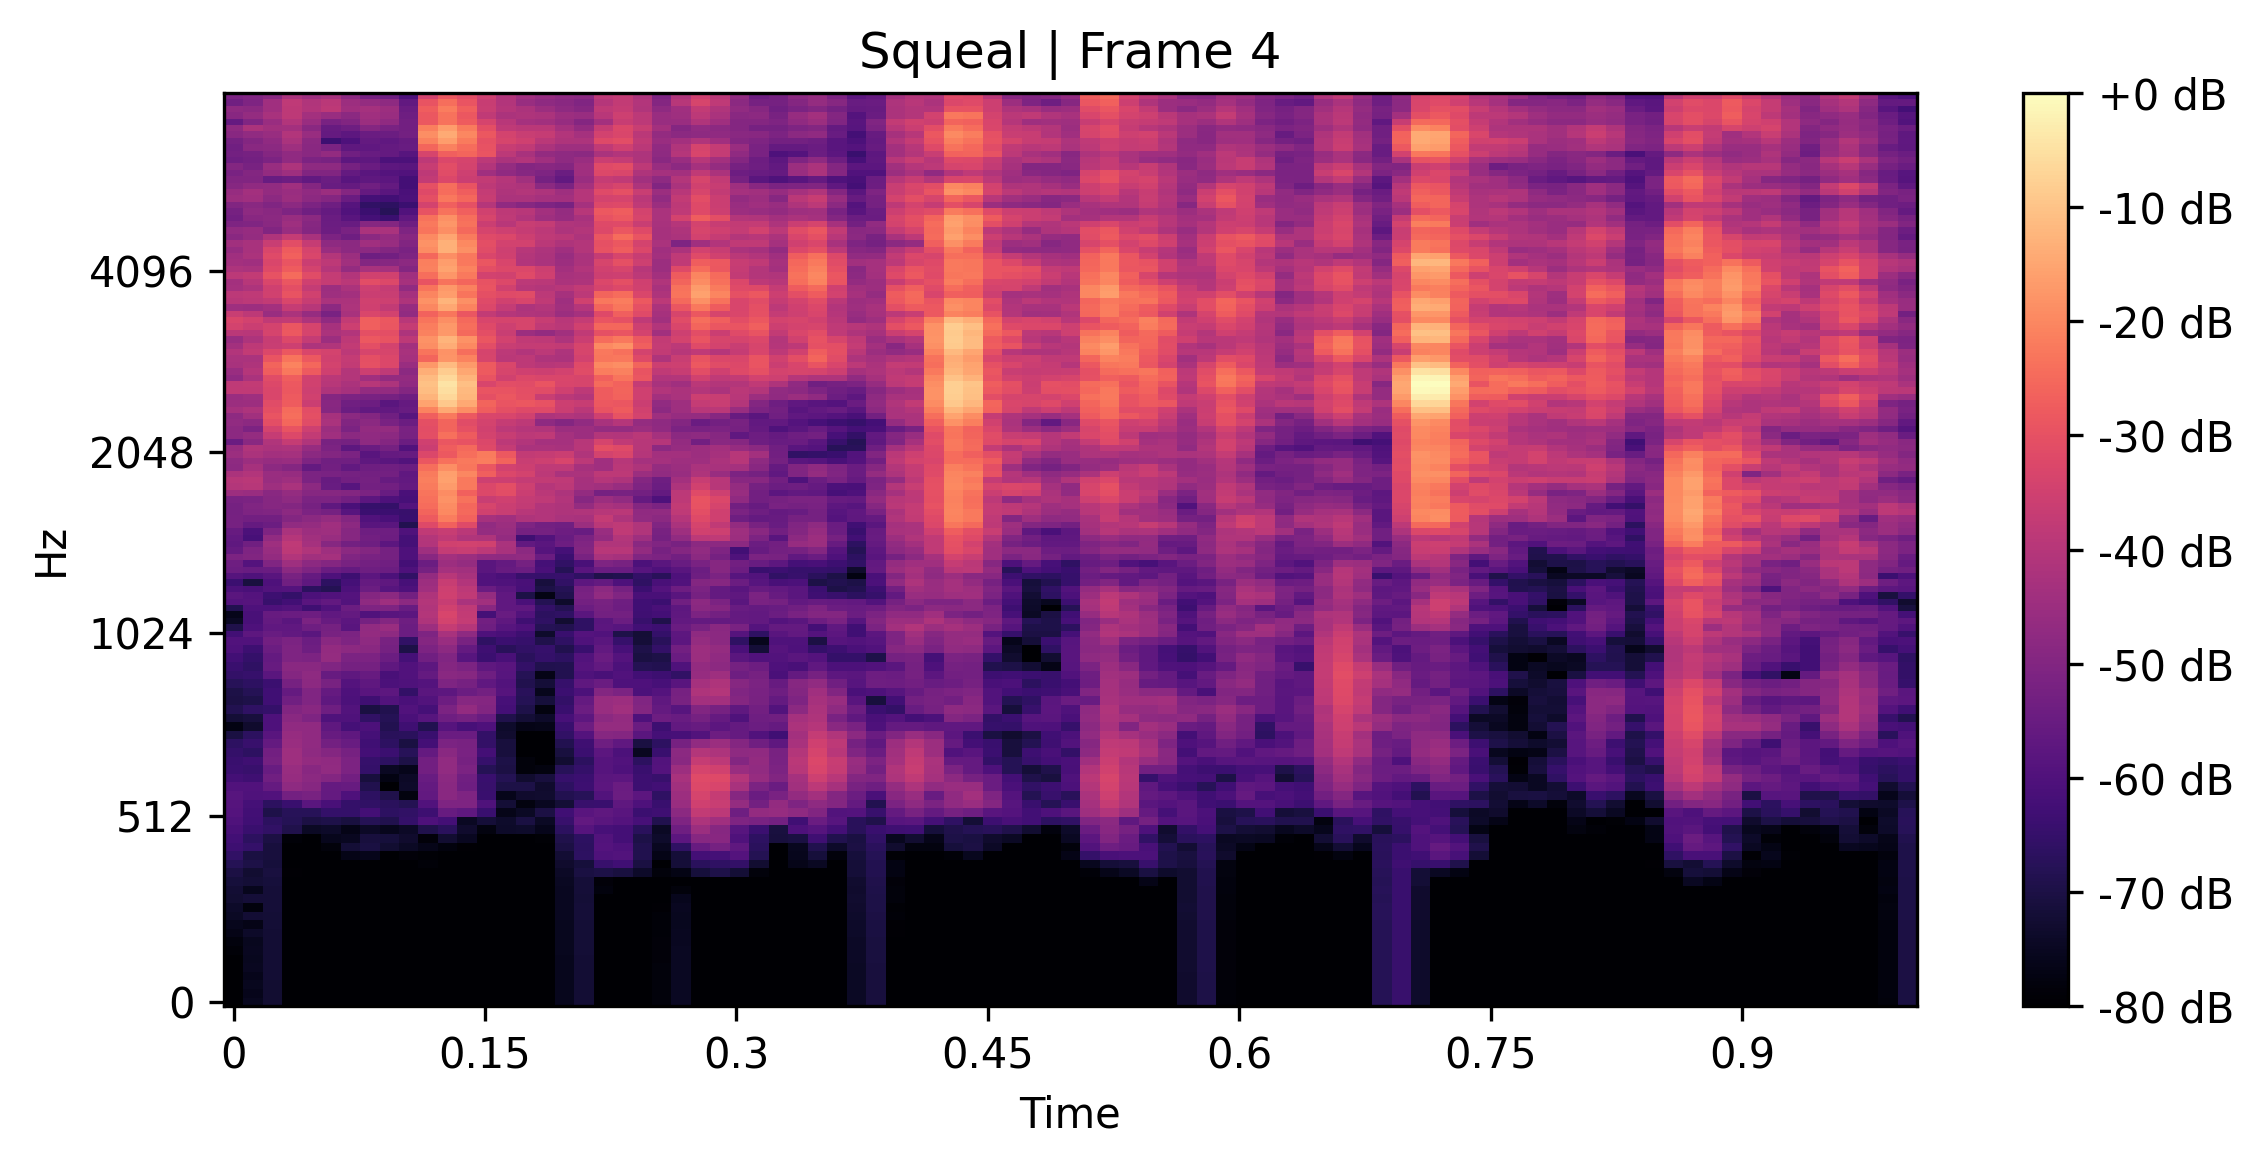 Squeal | Frame 4
Hz
4096
2048
1024
512
0
0 0.15 0.3 0.45 0.6 0.75 0.9
Time
+0 dB
-10 dB
-20 dB
-30 dB
-40 dB
-50 dB
-60 dB
-70 dB
-80 dB